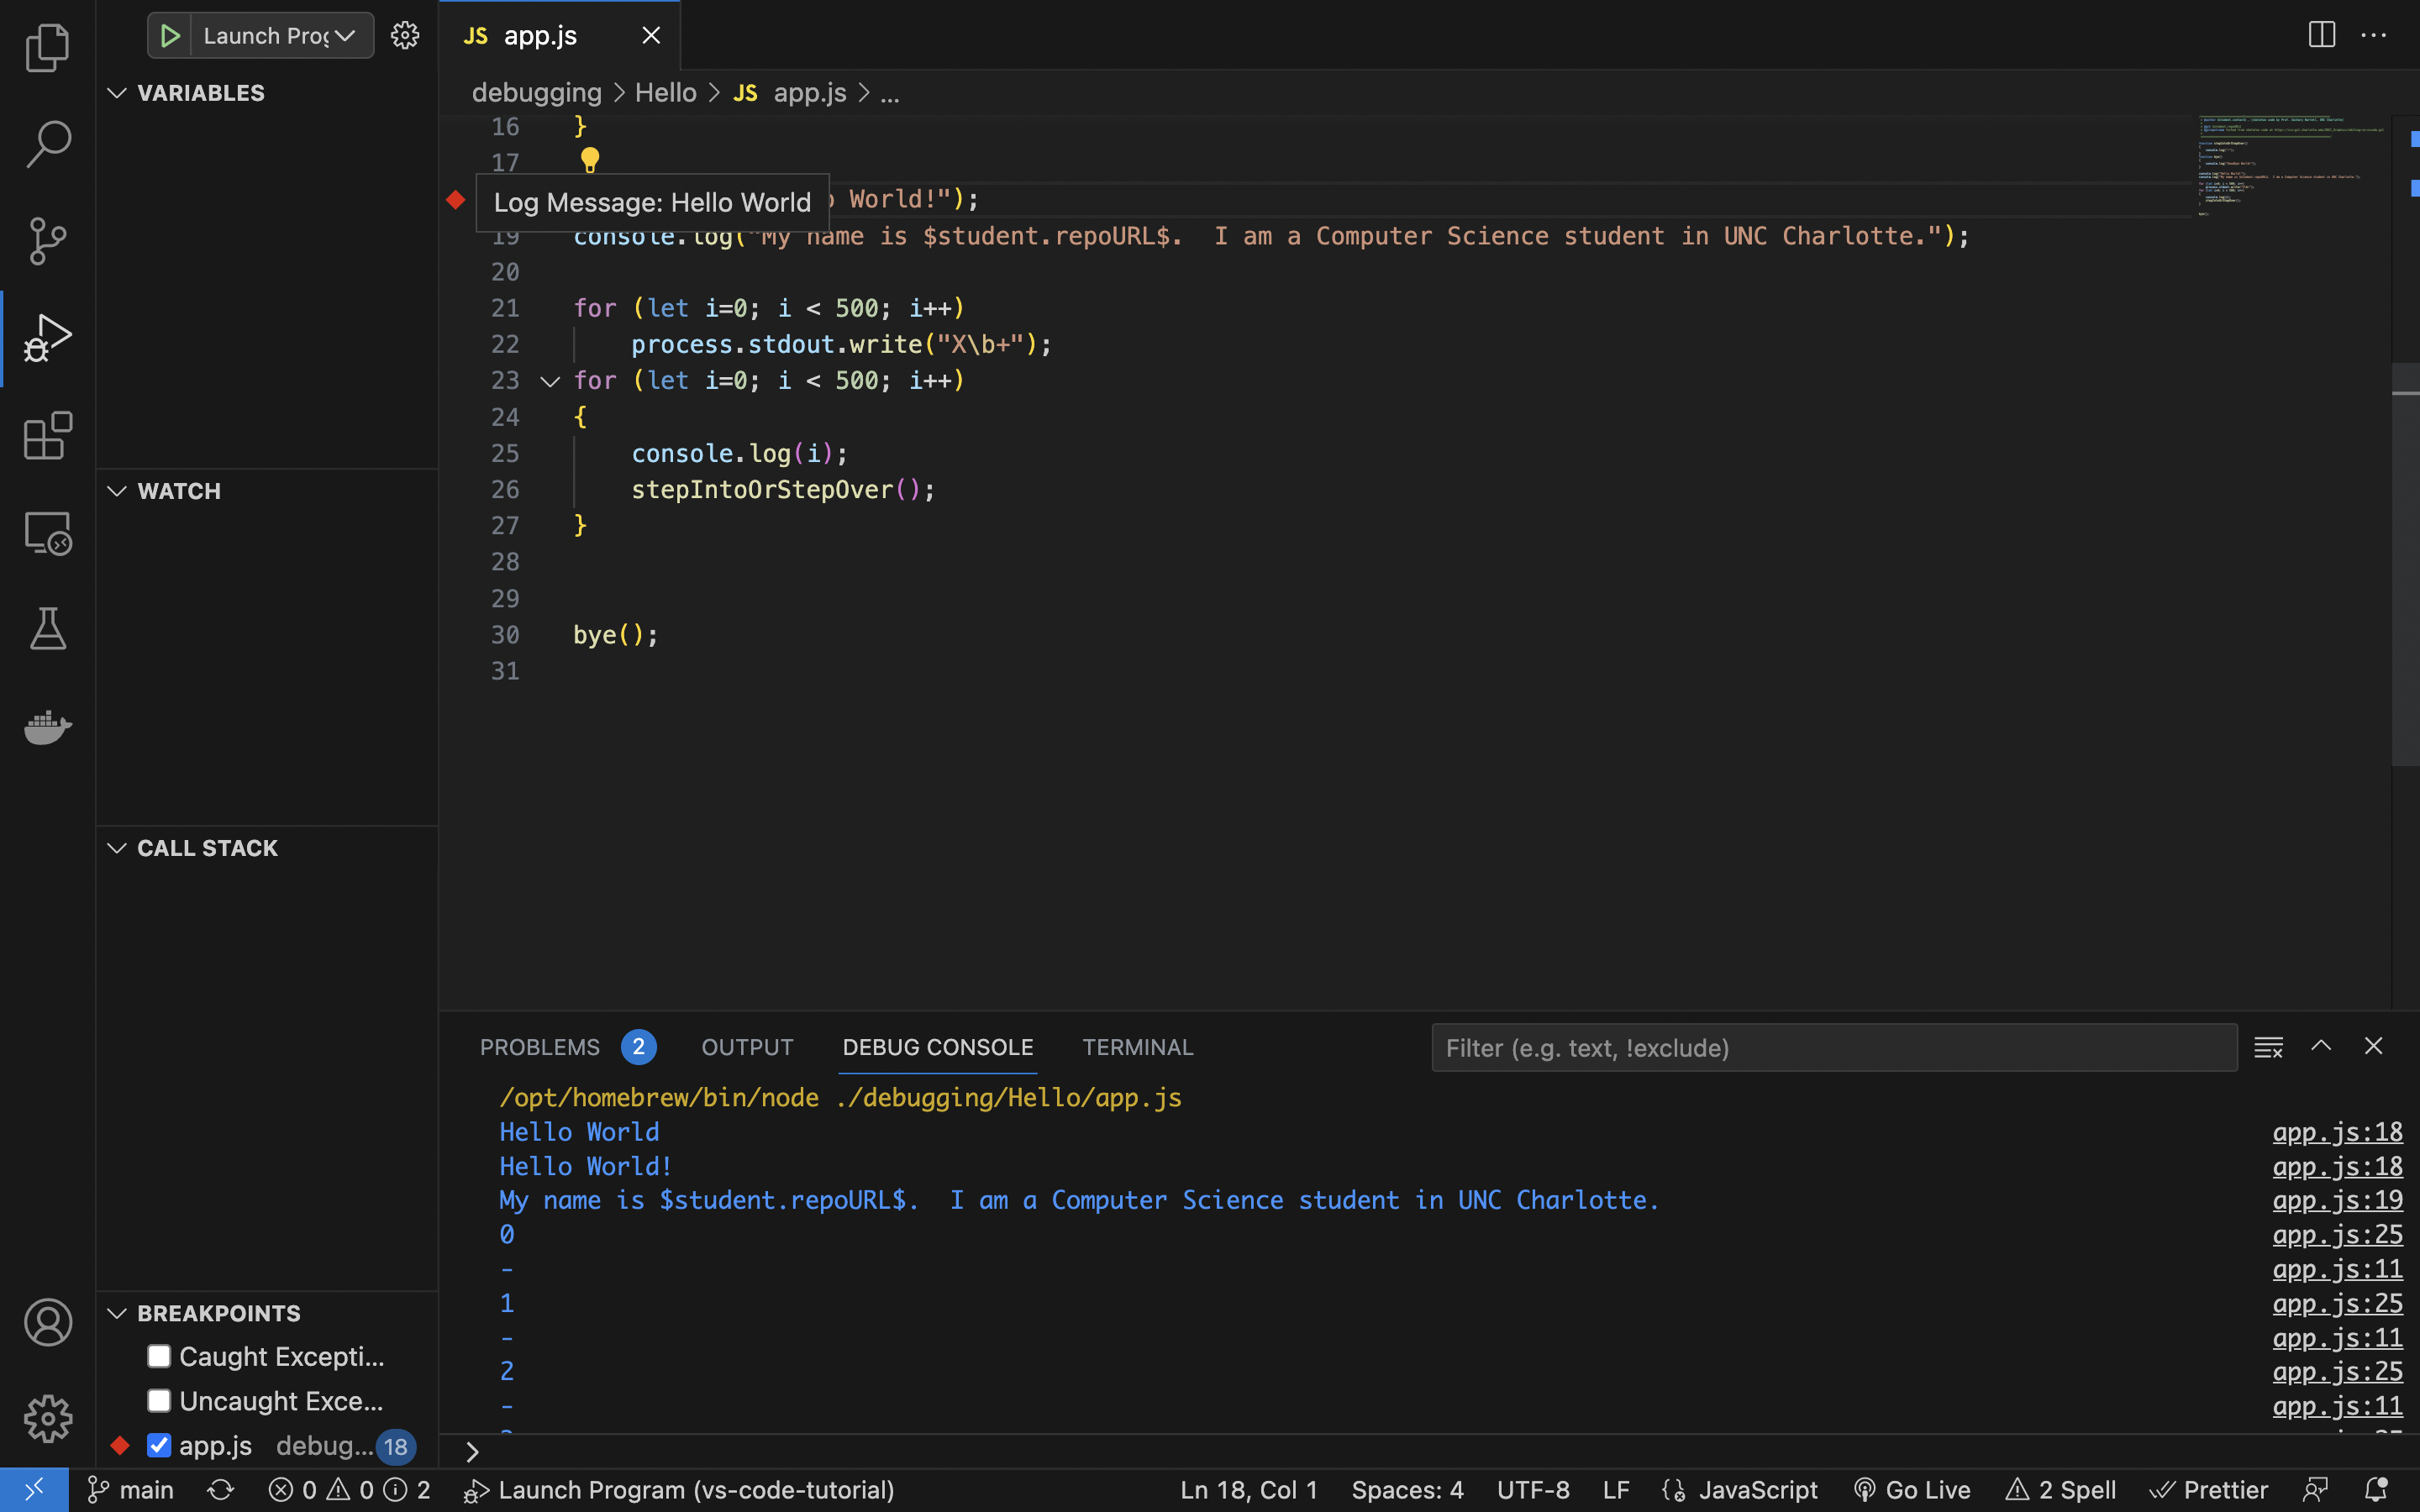 Launch Prog
JS app.js
VARIABLES
debugging > Hello > JS app.js > ...
16 }
17
Log Message: Hello World
World!");
19 console.log("My name is $student.repoURL$.  I am a Computer Science student in UNC Charlotte.");
20
21 for (let i=0; i < 500; i++)
22 process.stdout.write("X\b+");
23 for (let i=0; i < 500; i++)
24 {
25 console.log(i);
26 stepIntoOrStepOver();
27 }
28
29
30 bye();
31
WATCH
CALL STACK
BREAKPOINTS
Caught Excepti...
Uncaught Exce...
app.js debug... 18
PROBLEMS 2 OUTPUT DEBUG CONSOLE TERMINAL
Filter (e.g. text, !exclude)
/opt/homebrew/bin/node ./debugging/Hello/app.js
Hello World app.js:18
Hello World! app.js:18
My name is $student.repoURL$.  I am a Computer Science student in UNC Charlotte. app.js:19
0 app.js:25
- app.js:11
1 app.js:25
- app.js:11
2 app.js:25
- app.js:11
>
main 0 0 2 Launch Program (vs-code-tutorial) Ln 18, Col 1 Spaces: 4 UTF-8 LF JavaScript Go Live 2 Spell Prettier